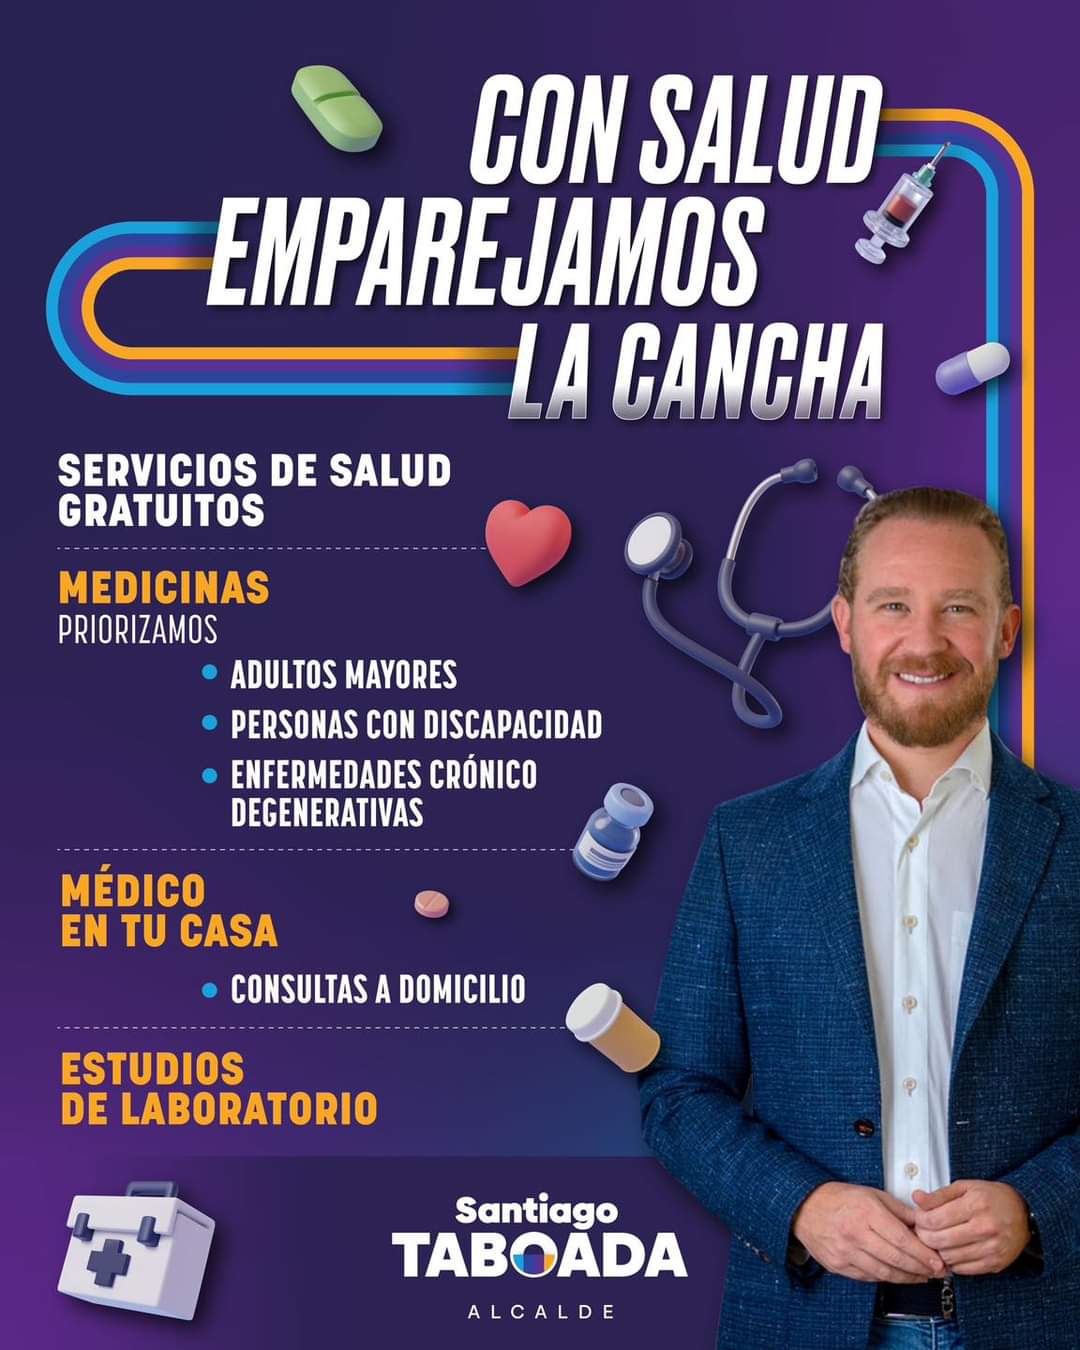 CON SALUD
EMPAREJAMOS
LA CANCHA
SERVICIOS DE SALUD
GRATUITOS
MEDICINAS
PRIORIZAMOS
ADULTOS MAYORES
PERSONAS CON DISCAPACIDAD
ENFERMEDADES CRÓNICO
DEGENERATIVAS
MÉDICO
EN TU CASA
CONSULTAS A DOMICILIO
ESTUDIOS
DE LABORATORIO
Santiago
TABOADA
ALCALDE